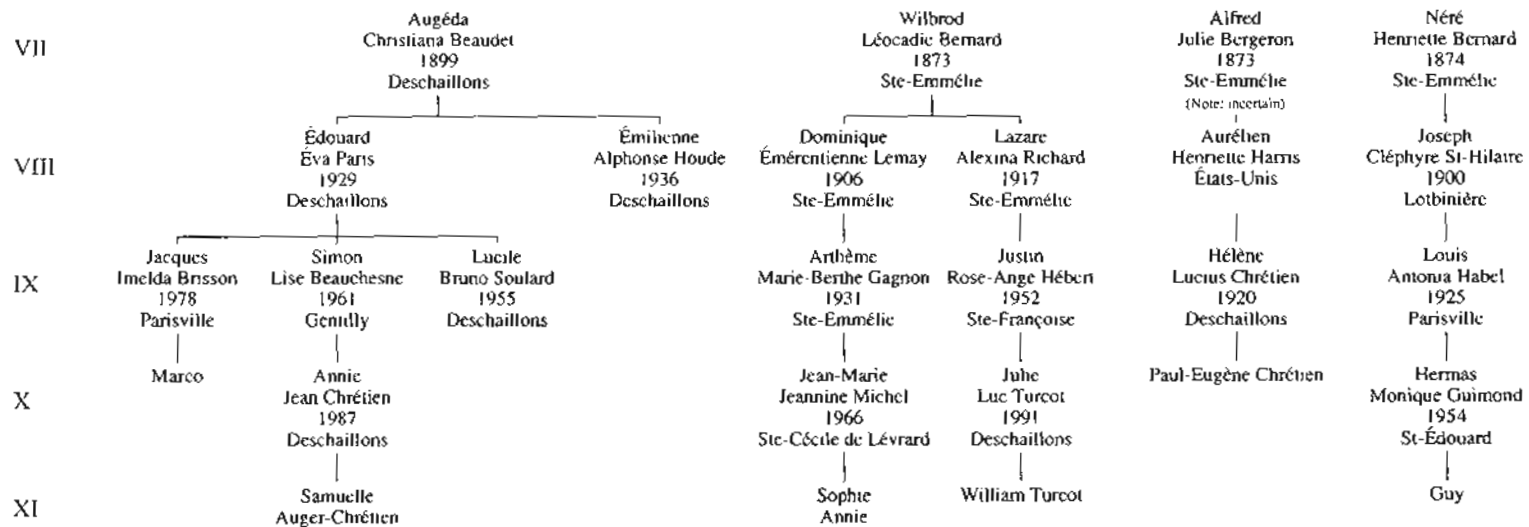 VII
Augéda
Christiana Beaudet
1899
Deschaillons
Wilbrod
Léocadie Bernard
1873
Ste-Emmélie
Alfred
Julie Bergeron
1873
Ste-Emmélie
(Note: incertain)
Néré
Henriette Bernard
1874
Ste-Emmélie
VIII
Édouard
Éva Paris
1929
Deschaillons
Émilienne
Alphonse Houde
1936
Deschaillons
Dominique
Émérentienne Lemay
1906
Ste-Emmélie
Lazare
Alexina Richard
1917
Ste-Emmélie
Aurélien
Henriette Harris
États-Unis
Joseph
Cléphyre St-Hilaire
1900
Lotbinière
IX
Jacques
Imelda Brisson
1978
Parisville
Simon
Lise Beauchesne
1961
Gentilly
Lucile
Bruno Soulard
1955
Deschaillons
Arthème
Marie-Berthe Gagnon
1931
Ste-Emmélie
Justin
Rose-Ange Hébert
1952
Ste-Françoise
Hélène
Lucius Chrétien
1920
Deschaillons
Louis
Antonia Habel
1925
Parisville
X
Marco
Annie
Jean Chrétien
1987
Deschaillons
Jean-Marie
Jeannine Michel
1966
Ste-Cécile de Lévrard
Julie
Luc Turcot
1991
Deschaillons
Paul-Eugène Chrétien
Hermas
Monique Guimond
1954
St-Édouard
XI
Samuelle
Auger-Chrétien
Sophie
Annie
William Turcot
Guy